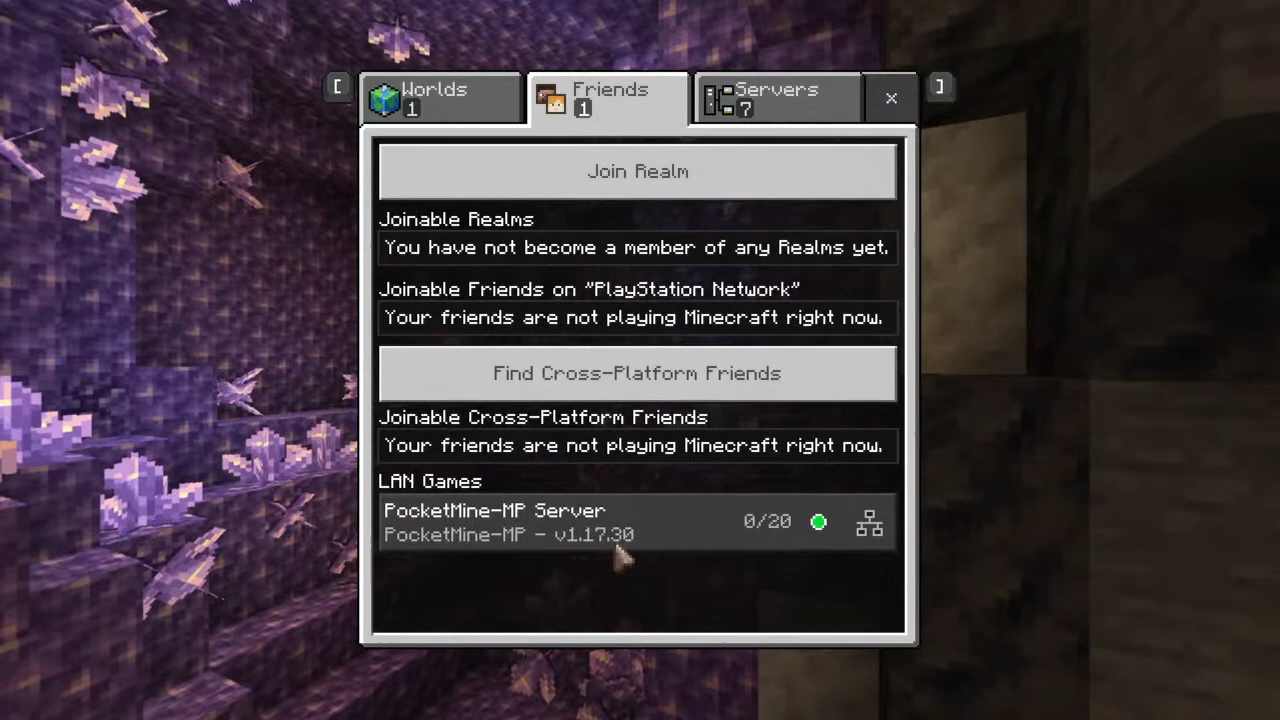 [
Worlds
1
Friends
1
Servers
7
×
]
Join Realm
Joinable Realms
You have not become a member of any Realms yet.
Joinable Friends on "PlayStation Network"
Your friends are not playing Minecraft right now.
Find Cross-Platform Friends
Joinable Cross-Platform Friends
Your friends are not playing Minecraft right now.
LAN Games
PocketMine-MP Server
0/20
PocketMine-MP - v1.17.30